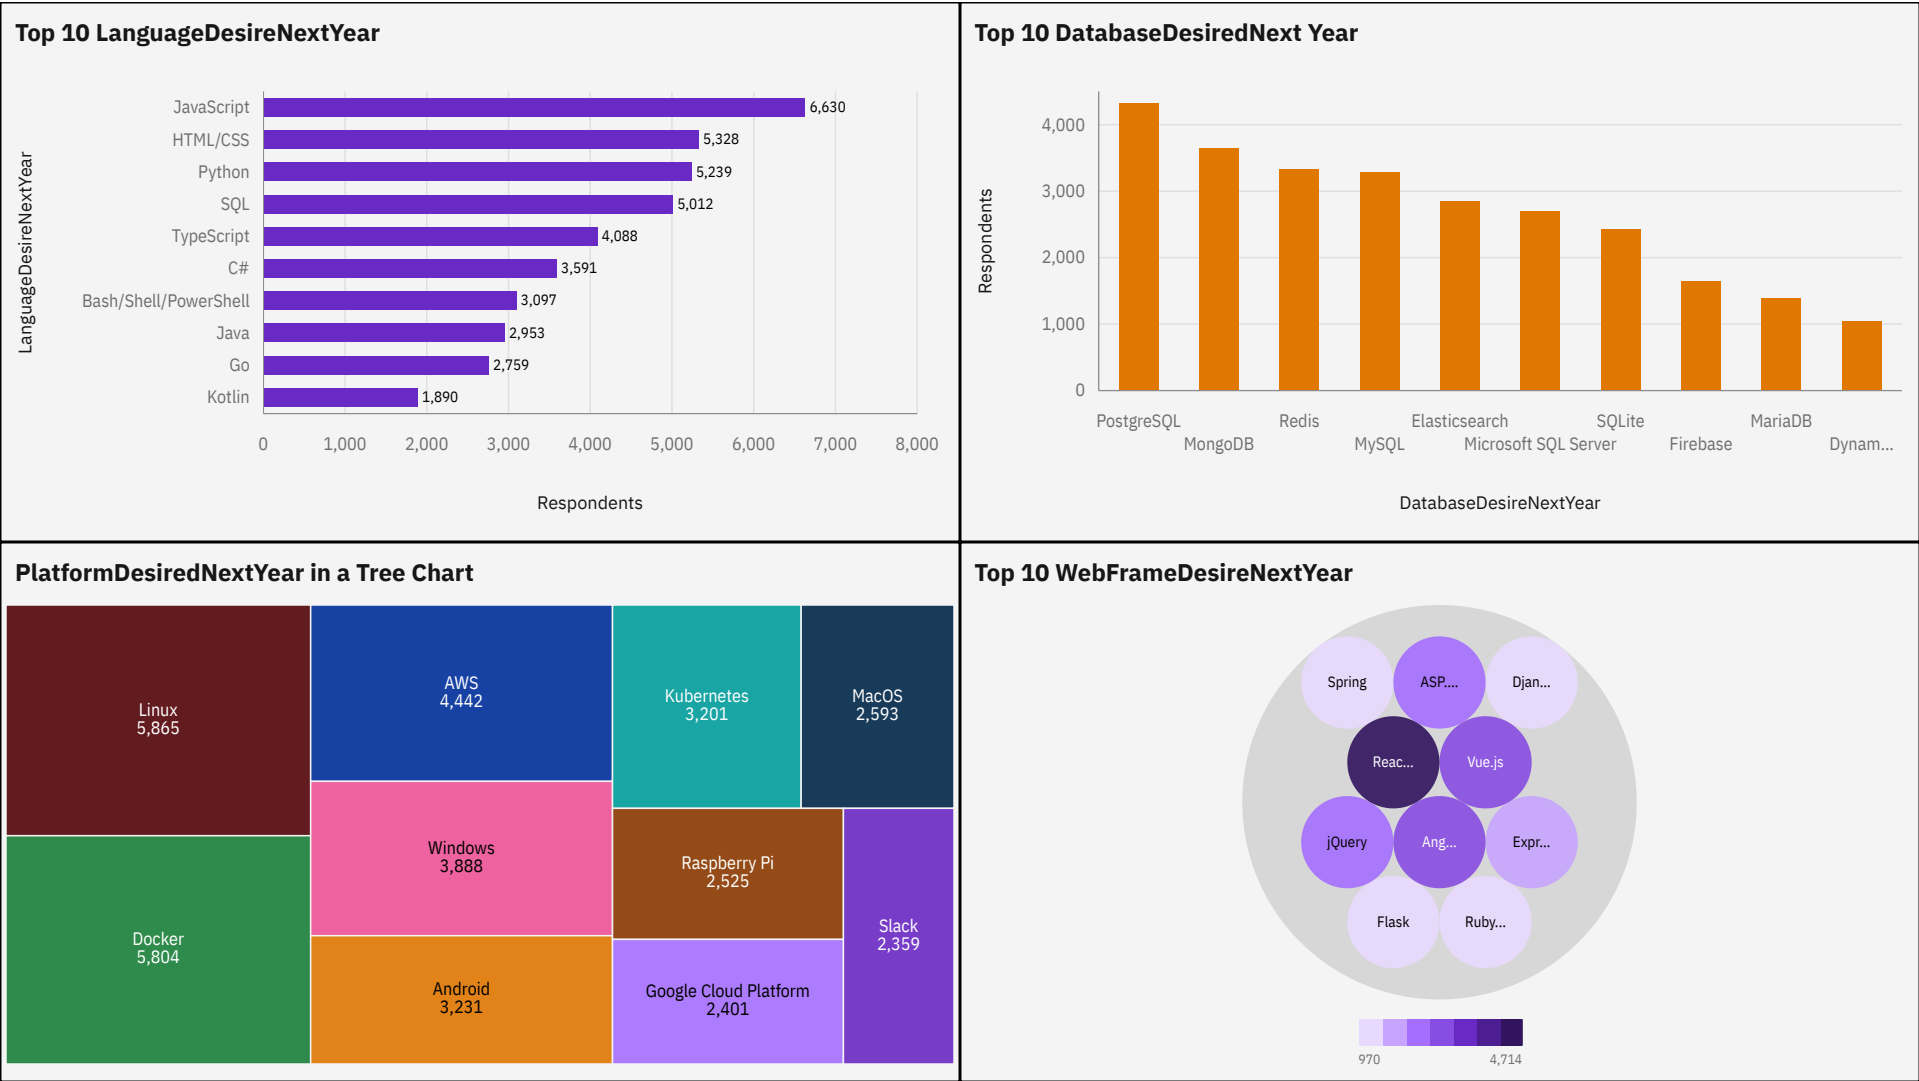 Top 10 LanguageDesireNextYear
LanguageDesireNextYear
JavaScript 6,630
HTML/CSS 5,328
Python 5,239
SQL 5,012
TypeScript 4,088
C# 3,591
Bash/Shell/PowerShell 3,097
Java 2,953
Go 2,759
Kotlin 1,890
0 1,000 2,000 3,000 4,000 5,000 6,000 7,000 8,000
Respondents
Top 10 DatabaseDesiredNext Year
Respondents
4,000
3,000
2,000
1,000
0
PostgreSQL Redis Elasticsearch SQLite MariaDB
MongoDB MySQL Microsoft SQL Server Firebase Dynam...
DatabaseDesireNextYear
PlatformDesiredNextYear in a Tree Chart
Linux
5,865
Docker
5,804
AWS
4,442
Windows
3,888
Android
3,231
Kubernetes
3,201
MacOS
2,593
Raspberry Pi
2,525
Google Cloud Platform
2,401
Slack
2,359
Top 10 WebFrameDesireNextYear
Spring ASP.... Djan...
Reac... Vue.js
jQuery Ang... Expr...
Flask Ruby...
970 4,714